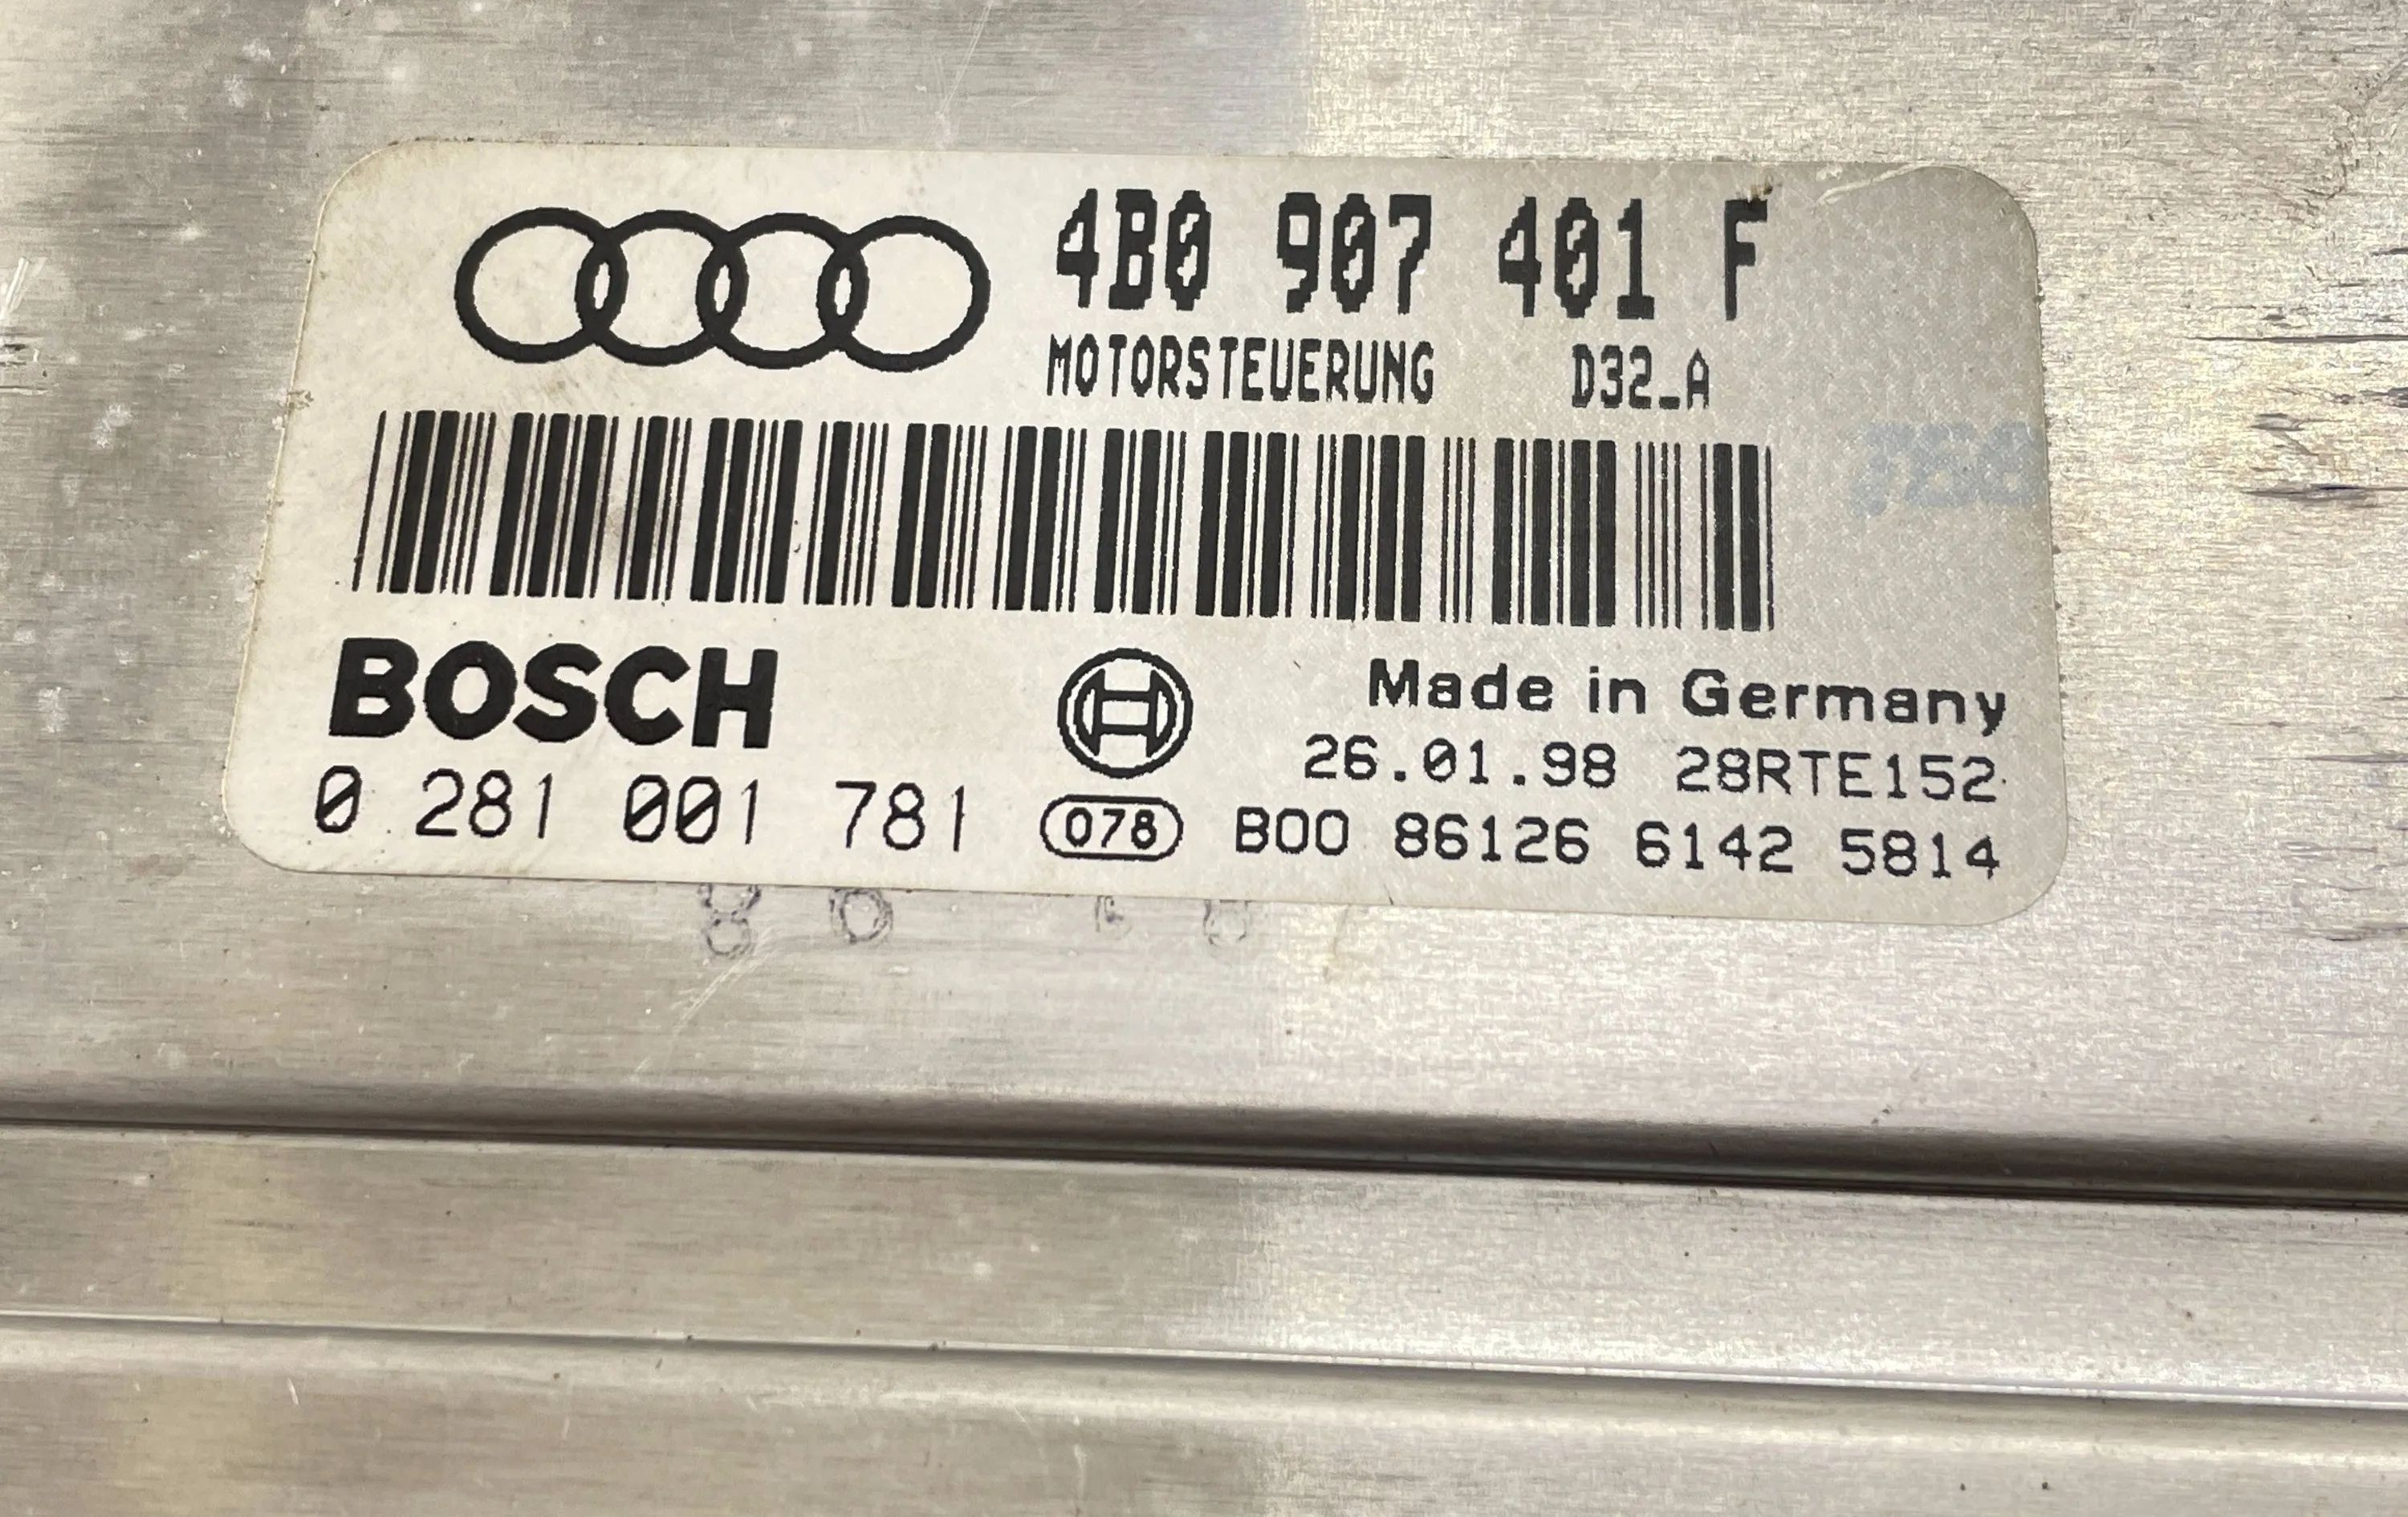 4B0 907 401 F
MOTORSTEUERUNG D32_A
BOSCH
Made in Germany
26.01.98 28RTE152
0 281 001 781
078 B00 86126 6142 5814